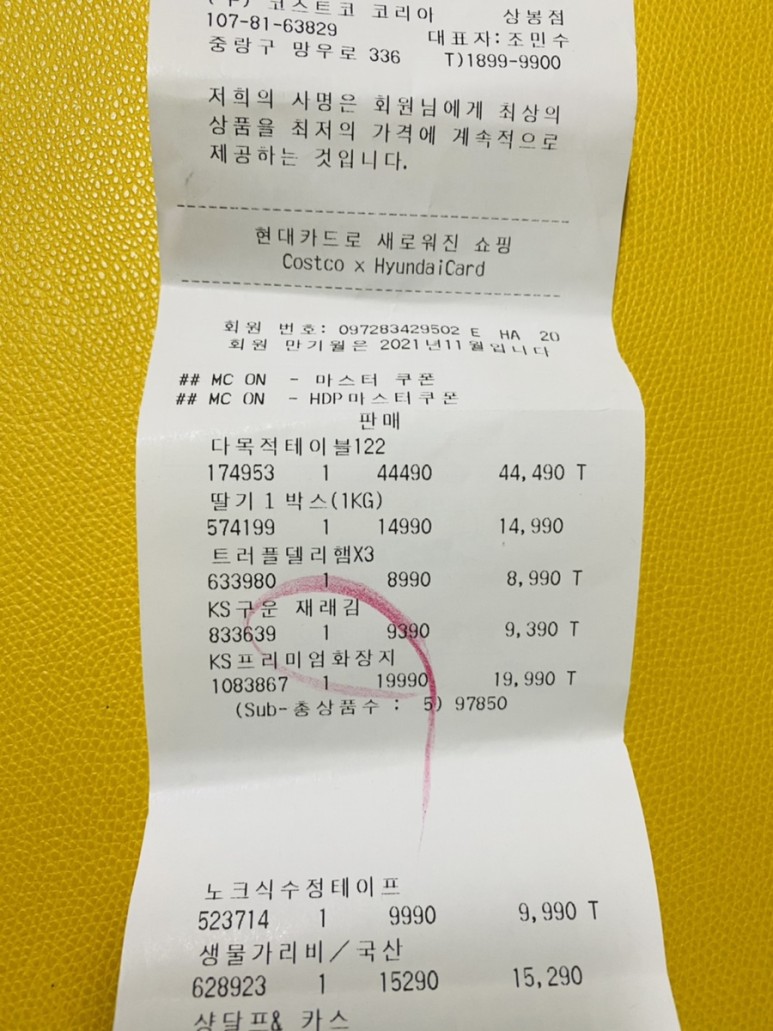 코스트코 코리아 상봉점
107-81-63829 대표자:조민수
중랑구 망우로 336 T)1899-9900
저희의 사명은 회원님에게 최상의
상품을 최저의 가격에 계속적으로
제공하는 것입니다.
현대카드로 새로워진 쇼핑
Costco x HyundaiCard
회원 번호: 097283429502 E HA 20
회원 만기월은 2021년11월입니다
## MC ON - 마스터 쿠폰
## MC ON - HDP마스터쿠폰
판매
다목적테이블122
174953 1 44490 44,490 T
딸기 1 박스(1KG)
574199 1 14990 14,990
트러플델리햄X3
633980 1 8990 8,990 T
KS구운 재래김
833639 1 9390 9,390 T
KS프리미엄화장지
1083867 1 19990 19,990 T
(Sub-총상품수 : 5) 97850
노크식수정테이프
523714 1 9990 9,990 T
생물가리비/국산
628923 1 15290 15,290
샹달프& 카스